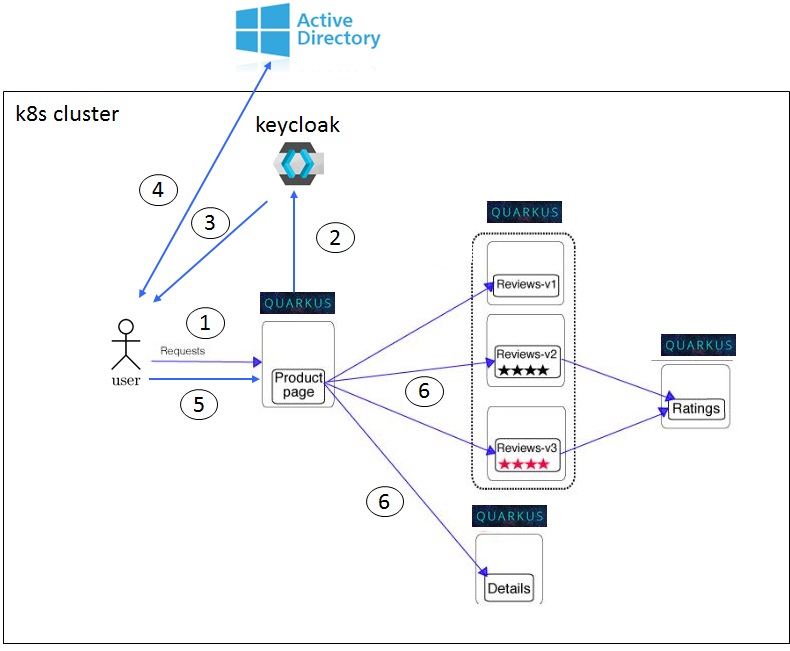 Active
Directory
k8s cluster
keycloak
4
3
2
QUARKUS
QUARKUS
1
Reviews-v1
Requests
user
Product
page
5
6
Reviews-v2
QUARKUS
Ratings
Reviews-v3
6
QUARKUS
Details